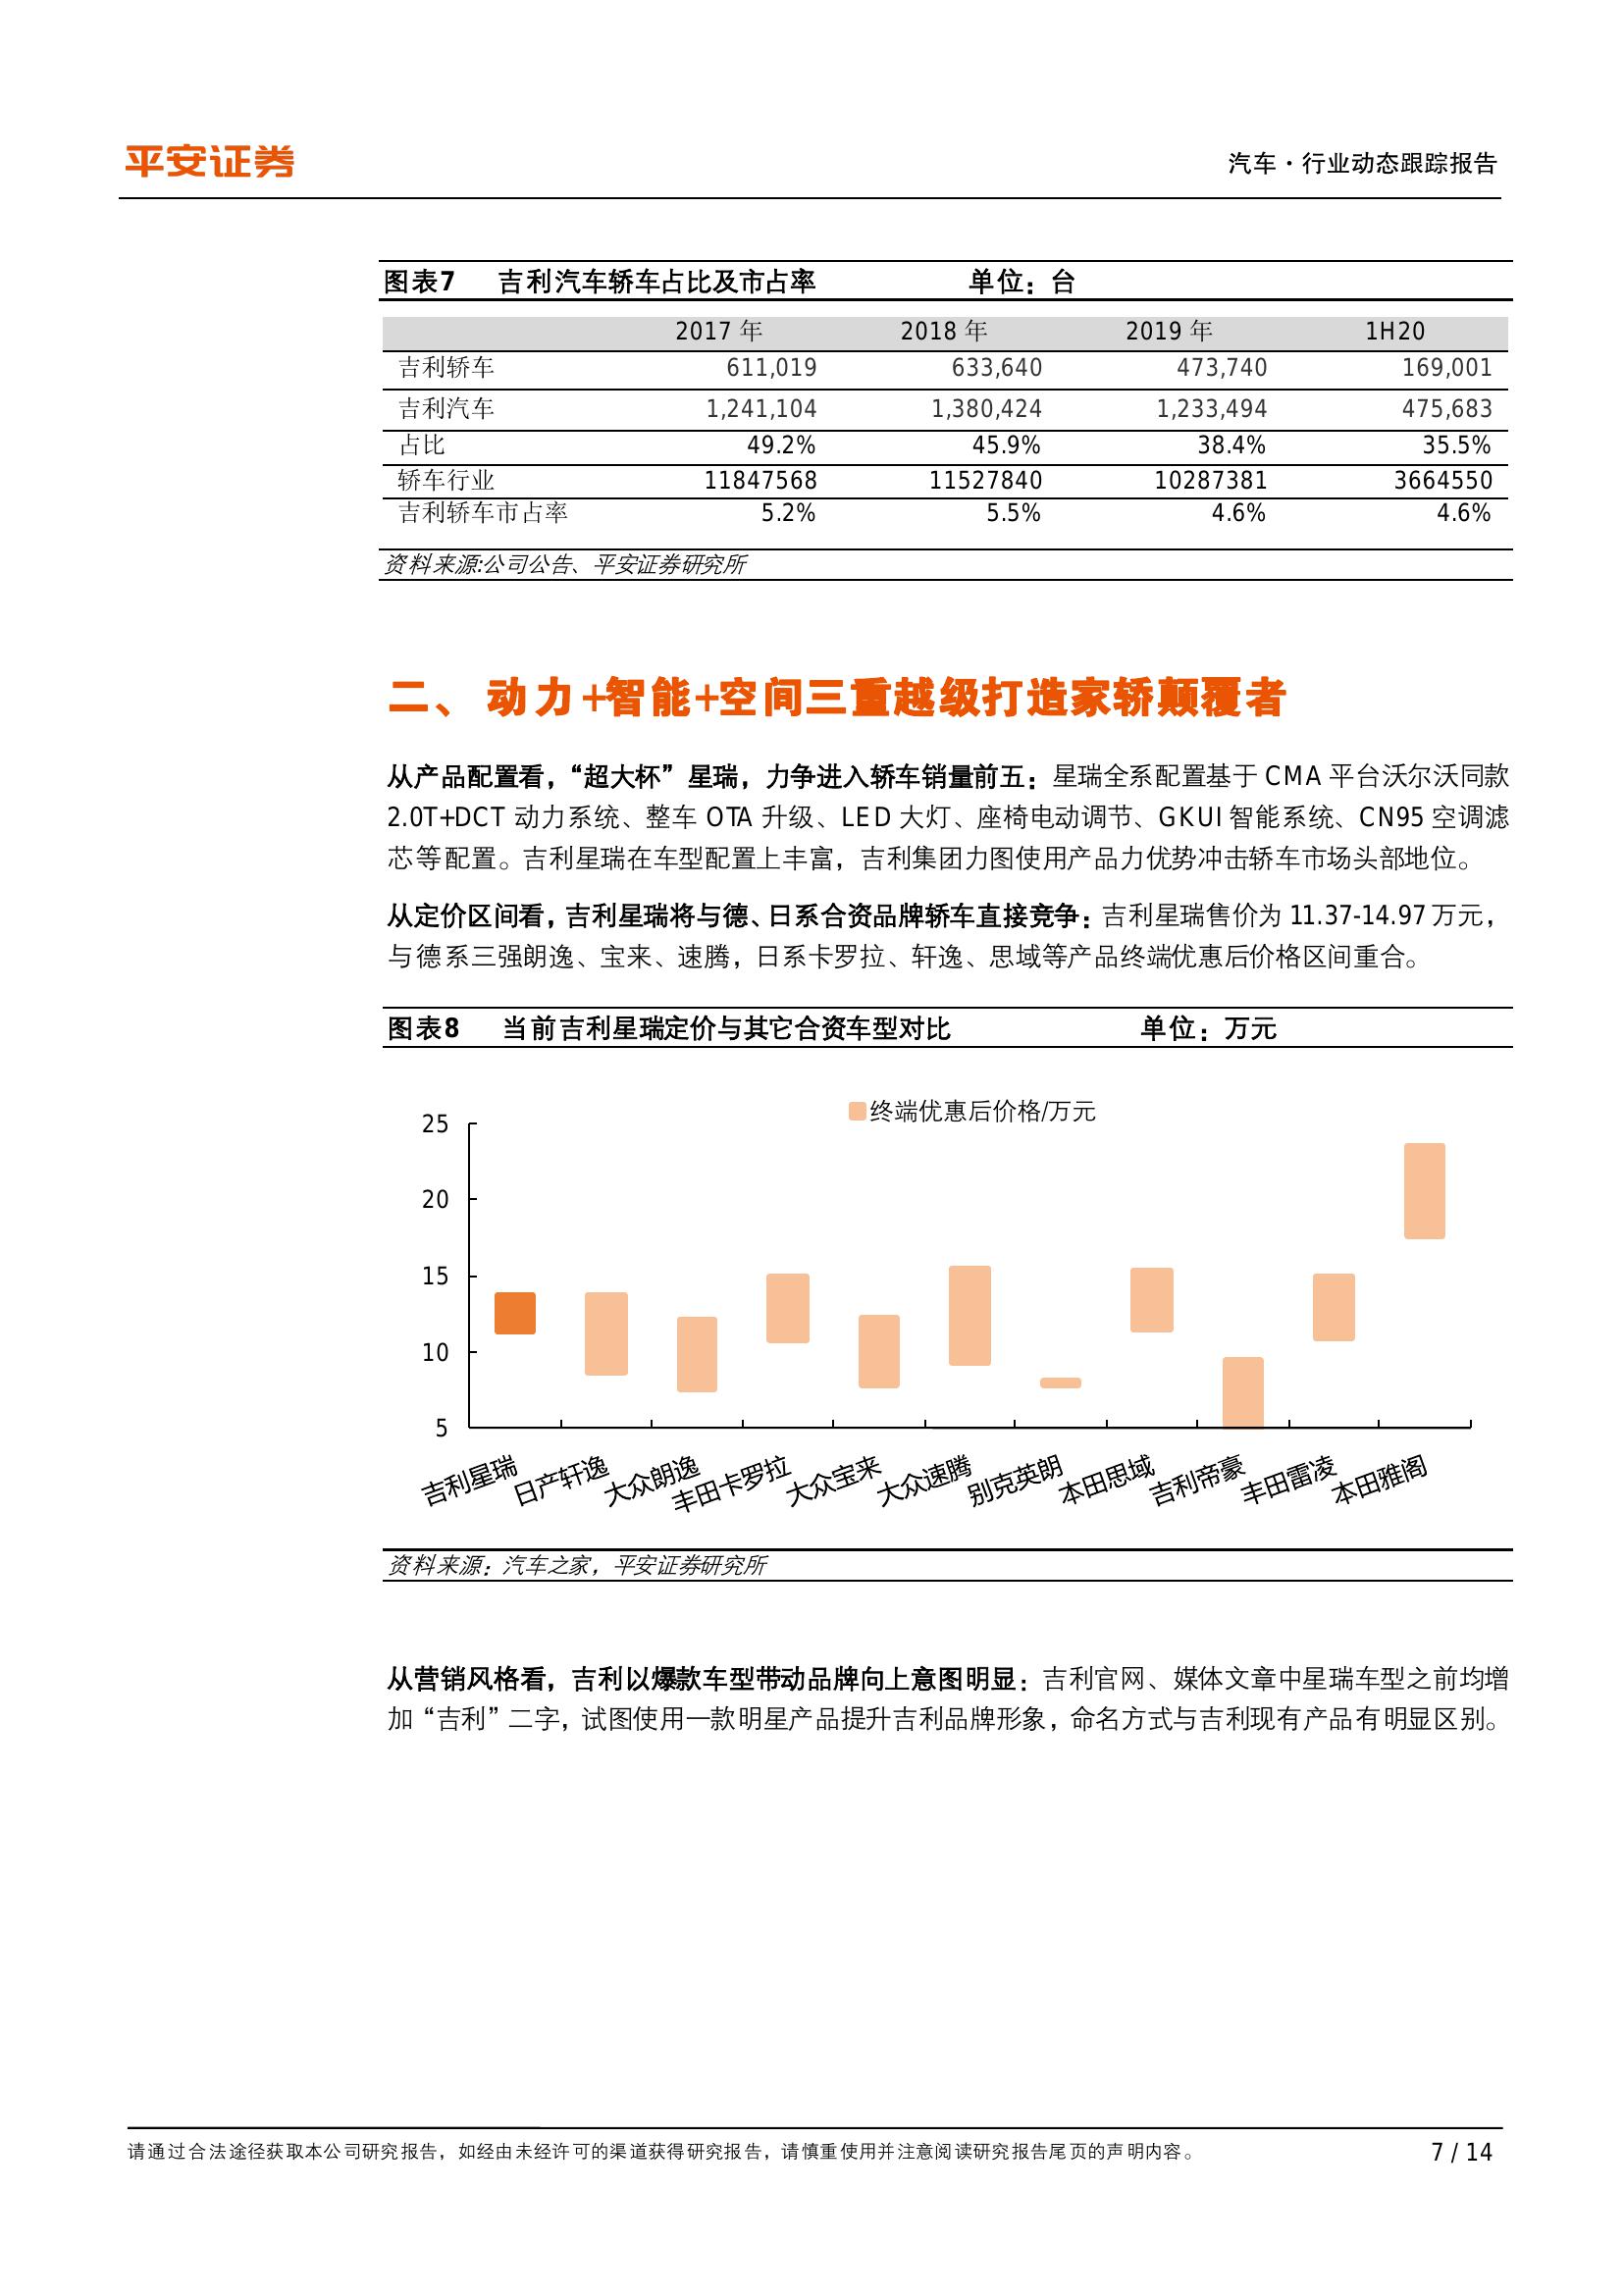 平安证券
汽车·行业动态跟踪报告
图表7 吉利汽车轿车占比及市占率 单位：台
2017 年 2018 年 2019 年 1H20
吉利轿车 611,019 633,640 473,740 169,001
吉利汽车 1,241,104 1,380,424 1,233,494 475,683
占比 49.2% 45.9% 38.4% 35.5%
轿车行业 11847568 11527840 10287381 3664550
吉利轿车市占率 5.2% 5.5% 4.6% 4.6%
资料来源:公司公告、平安证券研究所
二、 动力+智能+空间三重越级打造家轿颠覆者
从产品配置看，“超大杯”星瑞，力争进入轿车销量前五：星瑞全系配置基于 CMA 平台沃尔沃同款
2.0T+DCT 动力系统、整车 OTA 升级、LED 大灯、座椅电动调节、GKUI 智能系统、CN95 空调滤
芯等配置。吉利星瑞在车型配置上丰富，吉利集团力图使用产品力优势冲击轿车市场头部地位。
从定价区间看，吉利星瑞将与德、日系合资品牌轿车直接竞争：吉利星瑞售价为 11.37-14.97 万元，
与德系三强朗逸、宝来、速腾，日系卡罗拉、轩逸、思域等产品终端优惠后价格区间重合。
图表8 当前吉利星瑞定价与其它合资车型对比 单位：万元
终端优惠后价格/万元
25
20
15
10
5
吉利星瑞 日产轩逸 大众朗逸 丰田卡罗拉 大众宝来 大众速腾 别克英朗 本田思域 吉利帝豪 丰田雷凌 本田雅阁
资料来源：汽车之家，平安证券研究所
从营销风格看，吉利以爆款车型带动品牌向上意图明显：吉利官网、媒体文章中星瑞车型之前均增
加“吉利”二字，试图使用一款明星产品提升吉利品牌形象，命名方式与吉利现有产品有明显区别。
请通过合法途径获取本公司研究报告，如经由未经许可的渠道获得研究报告，请慎重使用并注意阅读研究报告尾页的声明内容。
7 / 14